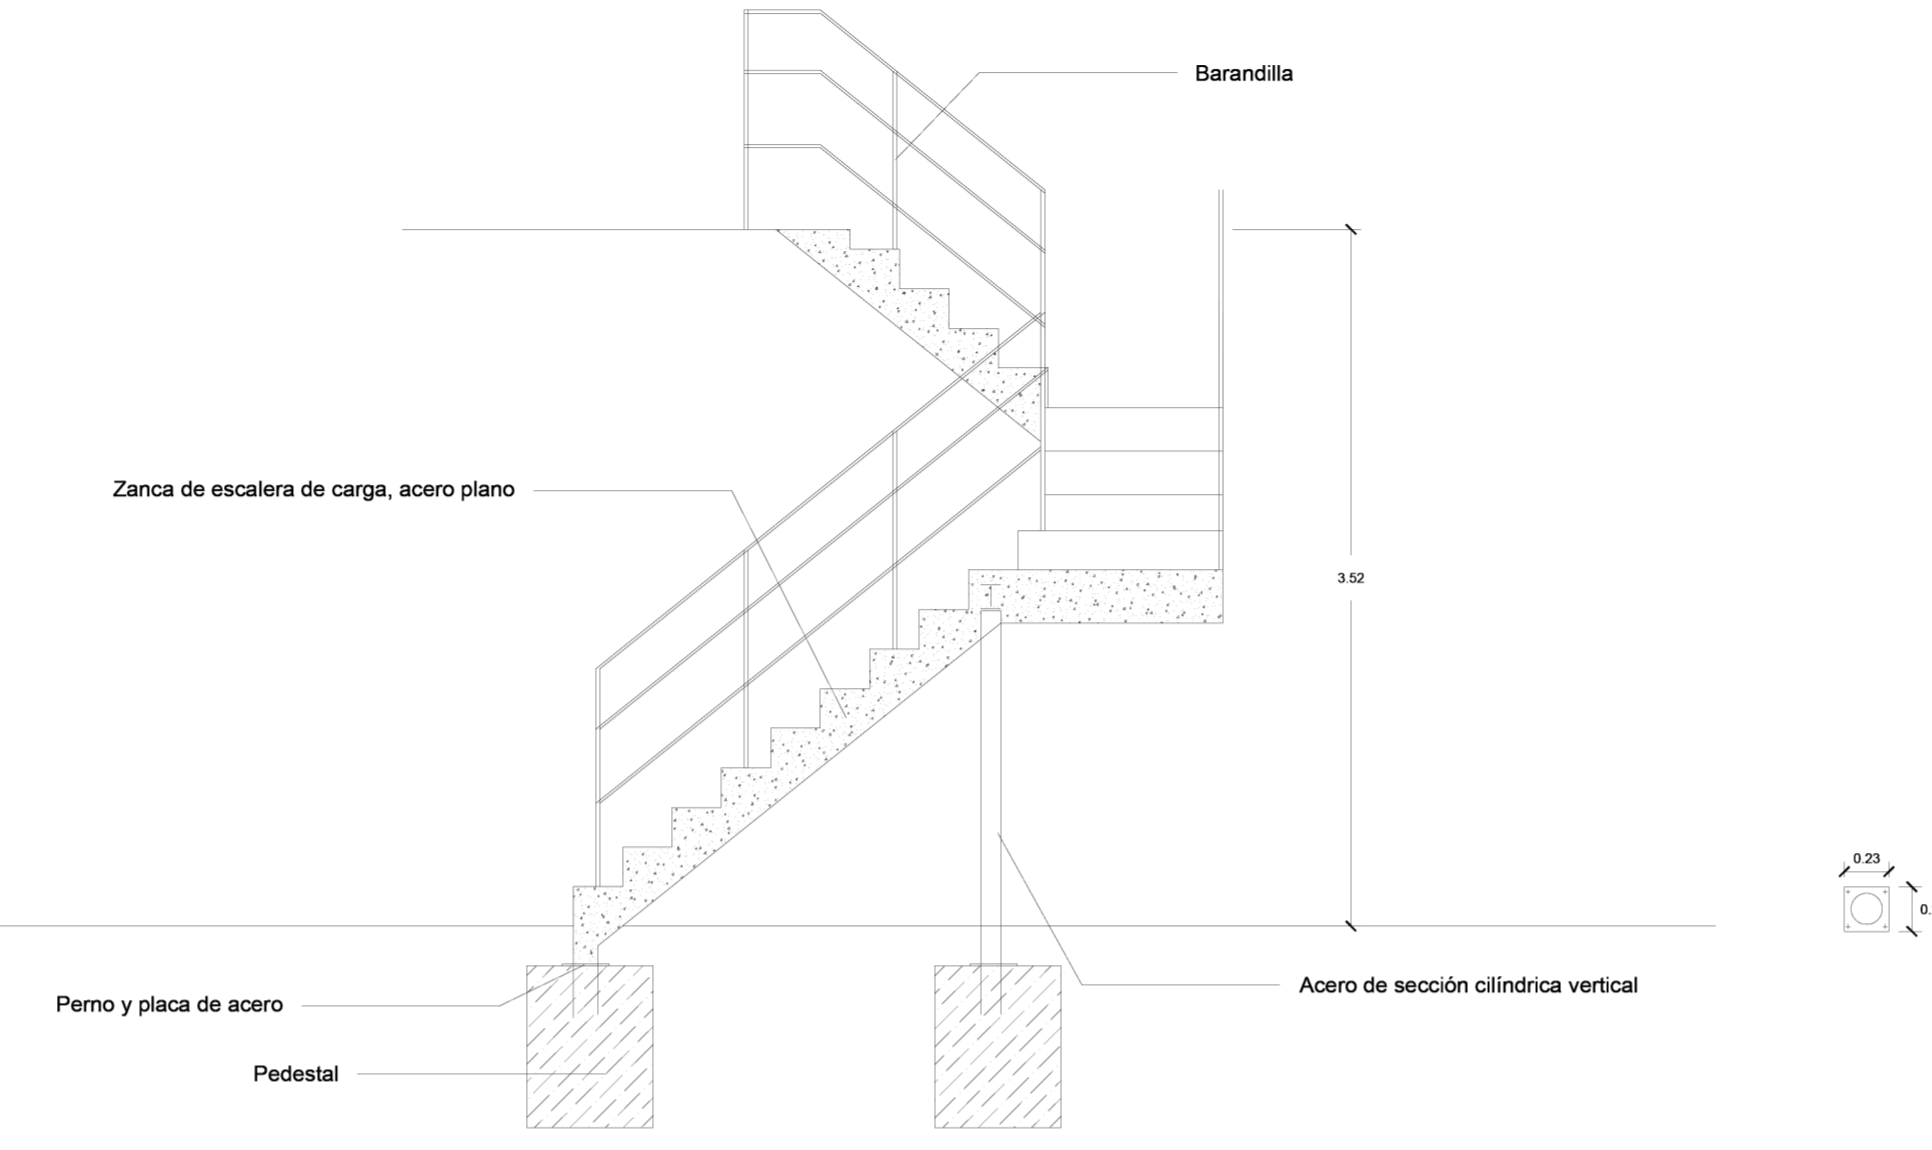 Barandilla
Zanca de escalera de carga, acero plano
3.52
0.23
0.
Acero de sección cilíndrica vertical
Perno y placa de acero
Pedestal